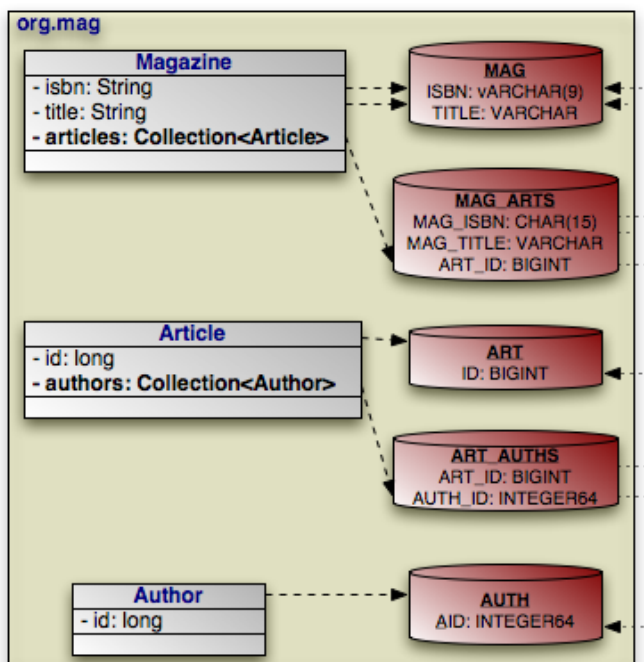 org.mag
Magazine
- isbn: String
- title: String
- articles: Collection<Article>
MAG
ISBN: vARCHAR(9)
TITLE: VARCHAR
MAG_ARTS
MAG_ISBN: CHAR(15)
MAG_TITLE: VARCHAR
ART_ID: BIGINT
Article
- id: long
- authors: Collection<Author>
ART
ID: BIGINT
ART_AUTHS
ART_ID: BIGINT
AUTH_ID: INTEGER64
Author
- id: long
AUTH
AID: INTEGER64